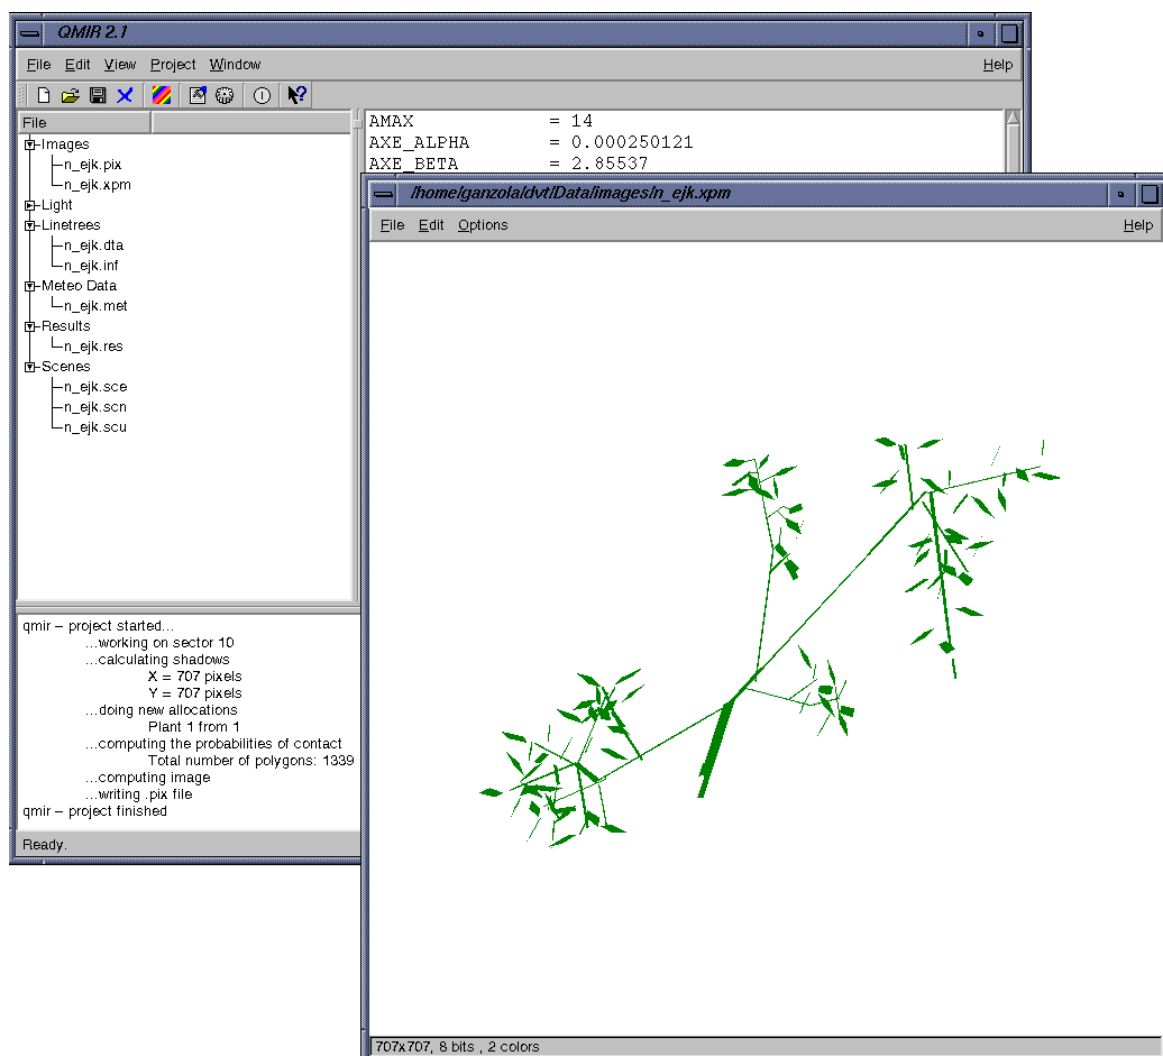 QMIR 2.1
File Edit View Project Window Help
File
AMAX = 14
AXE_ALPHA = 0.000250121
AXE_BETA = 2.85537
Images
n_ejk.pix
n_ejk.xpm
Light
Linetrees
n_ejk.dta
n_ejk.inf
Meteo Data
n_ejk.met
Results
n_ejk.res
Scenes
n_ejk.sce
n_ejk.scn
n_ejk.scu
qmir – project started...
...working on sector 10
...calculating shadows
X = 707 pixels
Y = 707 pixels
...doing new allocations
Plant 1 from 1
...computing the probabilities of contact
Total number of polygons: 1339
...computing image
...writing .pix file
qmir – project finished
Ready.
/home/ganzola/dvt/Data/images/n_ejk.xpm
File Edit Options Help
707x707, 8 bits , 2 colors